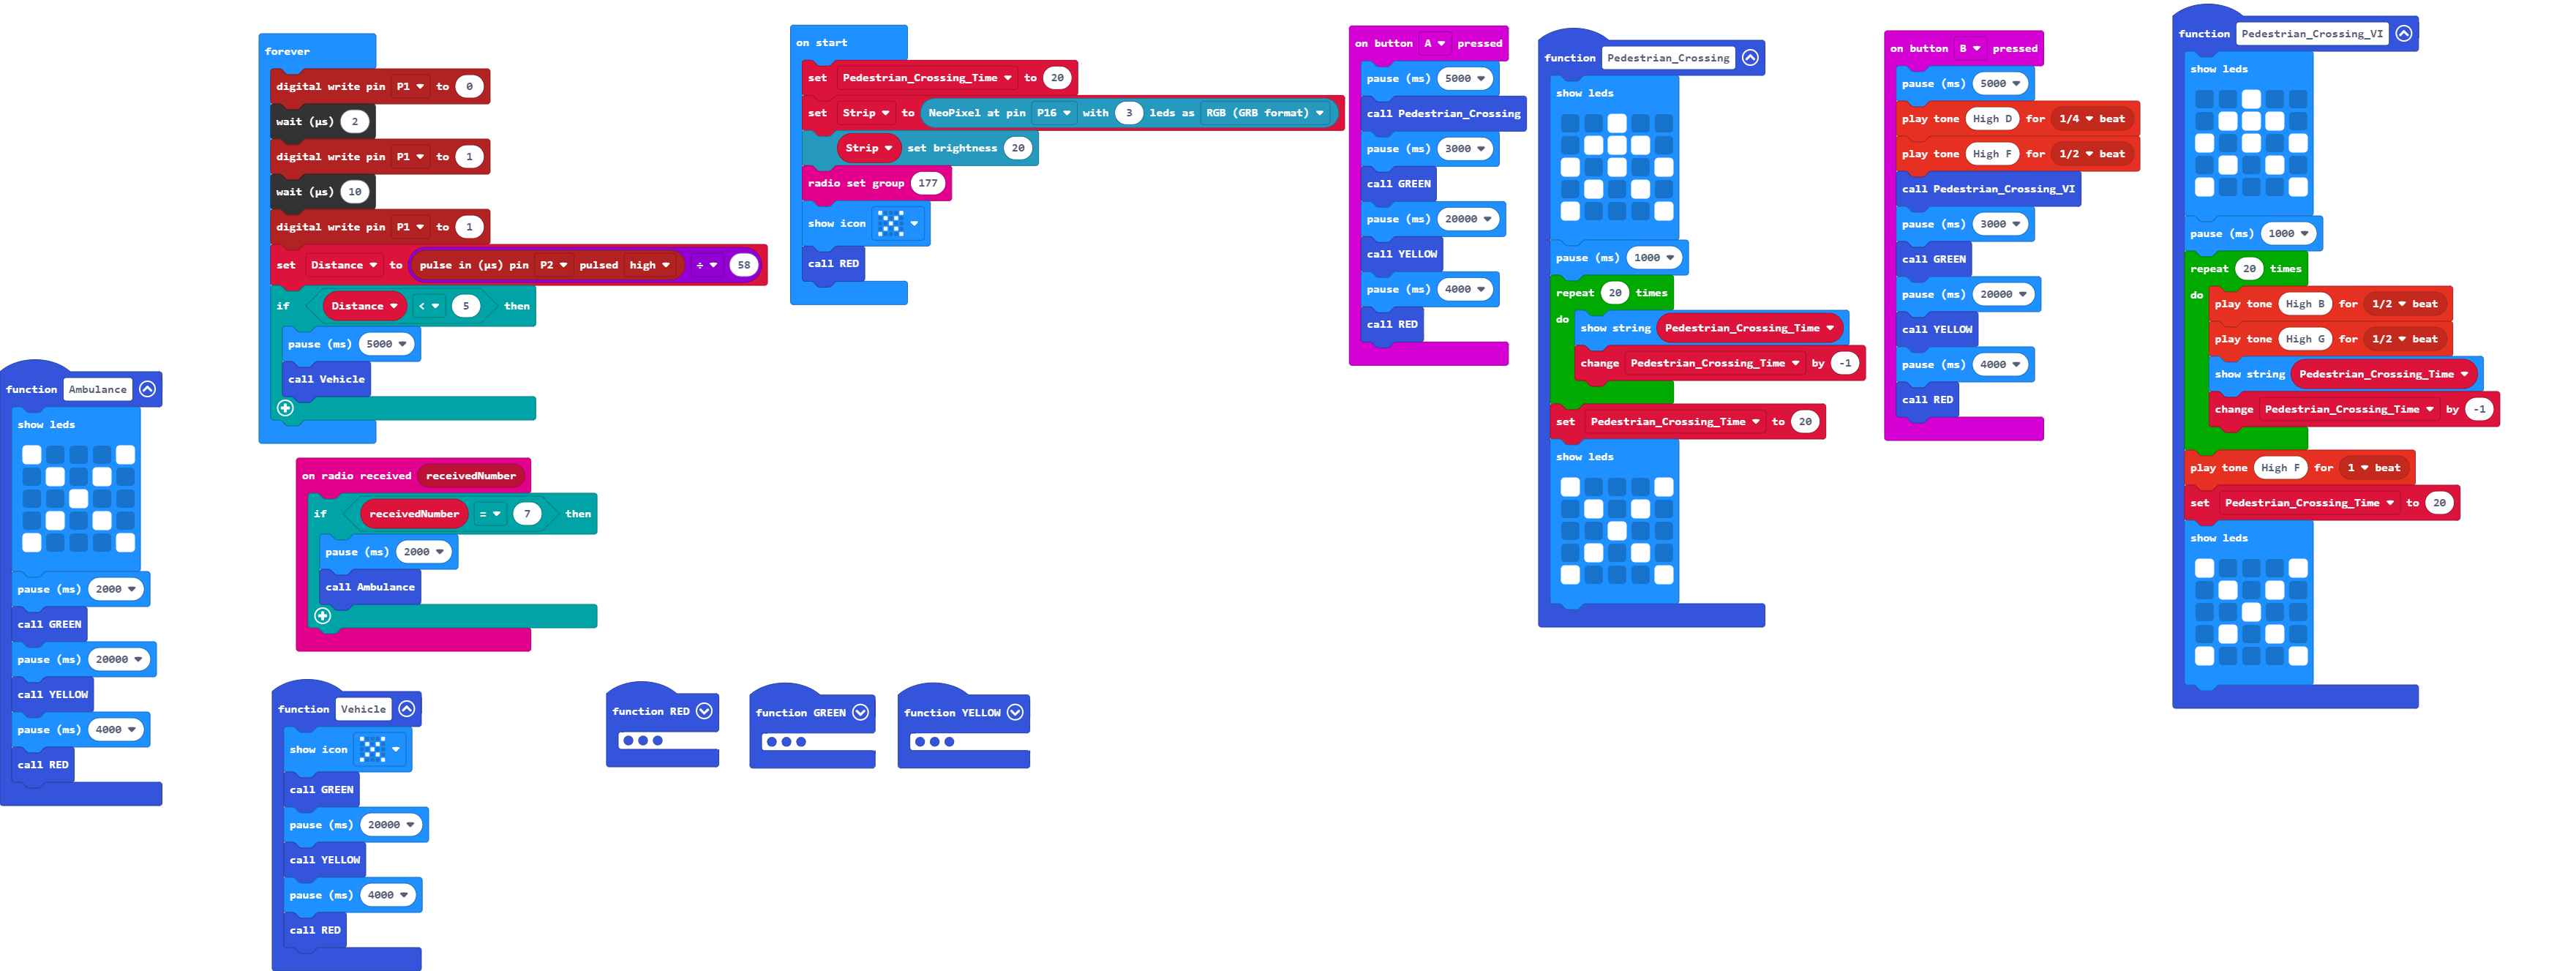 forever
digital write pin P1 to 0
wait (µs) 2
digital write pin P1 to 1
wait (µs) 10
digital write pin P1 to 1
set Distance to pulse in (µs) pin P2 pulsed high ÷ 58
if Distance < 5 then
pause (ms) 5000
call Vehicle
function Ambulance
show leds
pause (ms) 2000
call GREEN
pause (ms) 20000
call YELLOW
pause (ms) 4000
call RED
on radio received receivedNumber
if receivedNumber = 7 then
pause (ms) 2000
call Ambulance
function Vehicle
show icon
call GREEN
pause (ms) 20000
call YELLOW
pause (ms) 4000
call RED
function RED
function GREEN
function YELLOW
on start
set Pedestrian_Crossing_Time to 20
set Strip to NeoPixel at pin P16 with 3 leds as RGB (GRB format)
Strip set brightness 20
radio set group 177
show icon
call RED
on button A pressed
pause (ms) 5000
call Pedestrian_Crossing
pause (ms) 3000
call GREEN
pause (ms) 20000
call YELLOW
pause (ms) 4000
call RED
function Pedestrian_Crossing
show leds
pause (ms) 1000
repeat 20 times
do
show string Pedestrian_Crossing_Time
change Pedestrian_Crossing_Time by -1
set Pedestrian_Crossing_Time to 20
show leds
on button B pressed
pause (ms) 5000
play tone High D for 1/4 beat
play tone High F for 1/2 beat
call Pedestrian_Crossing_VI
pause (ms) 3000
call GREEN
pause (ms) 20000
call YELLOW
pause (ms) 4000
call RED
function Pedestrian_Crossing_VI
show leds
pause (ms) 1000
repeat 20 times
do
play tone High B for 1/2 beat
play tone High G for 1/2 beat
show string Pedestrian_Crossing_Time
change Pedestrian_Crossing_Time by -1
play tone High F for 1 beat
set Pedestrian_Crossing_Time to 20
show leds